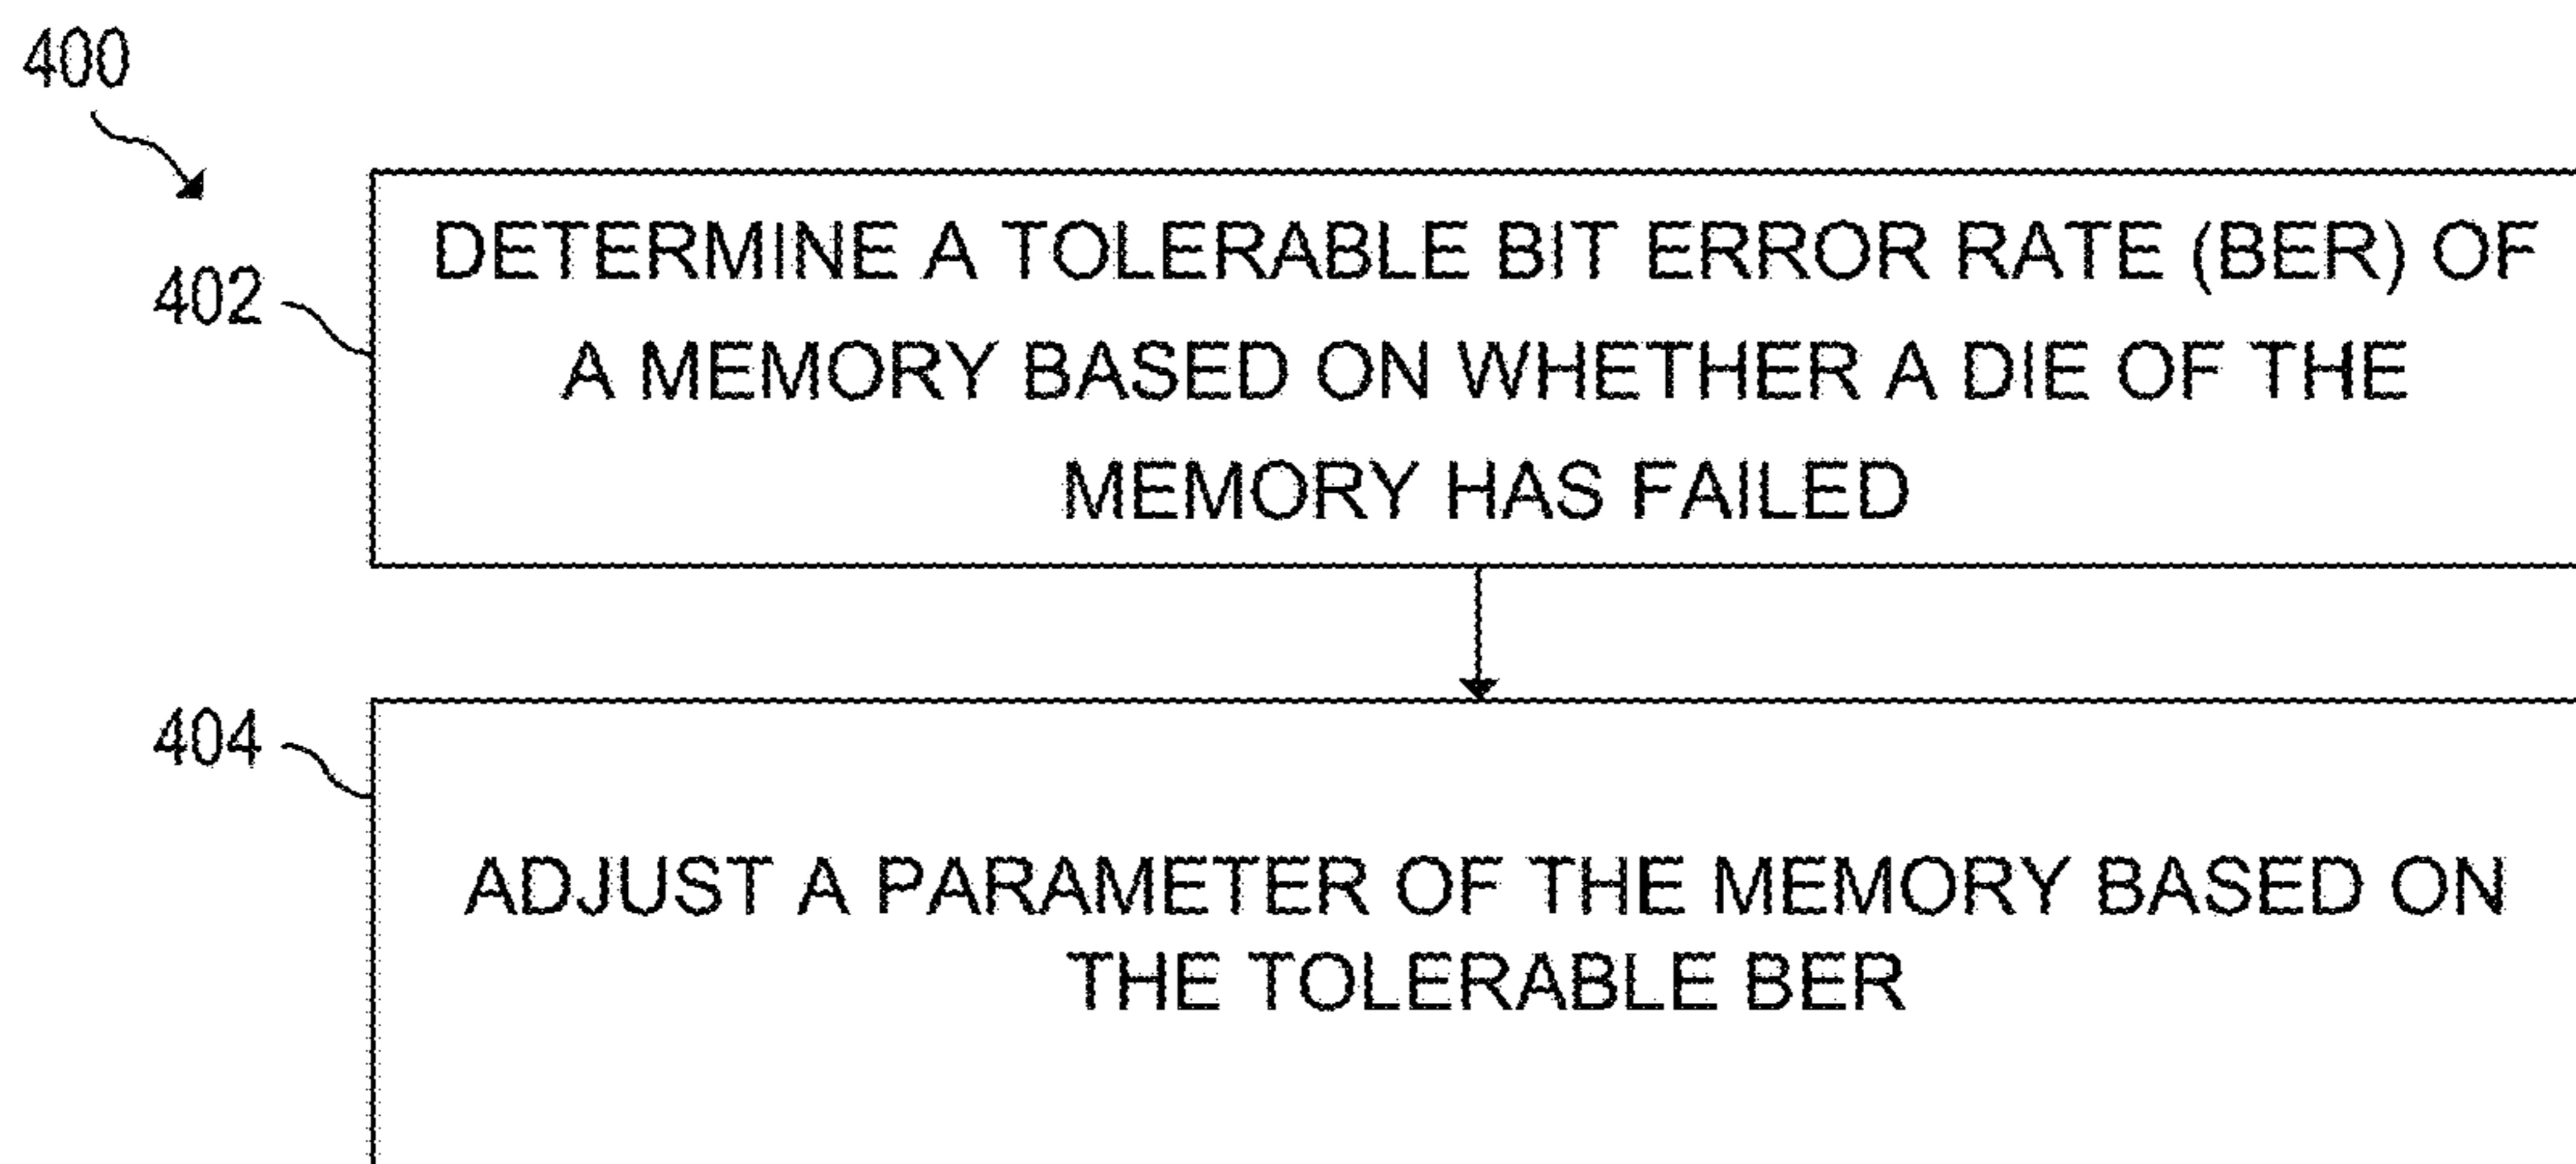 400
402
DETERMINE A TOLERABLE BIT ERROR RATE (BER) OF
A MEMORY BASED ON WHETHER A DIE OF THE
MEMORY HAS FAILED
404
ADJUST A PARAMETER OF THE MEMORY BASED ON
THE TOLERABLE BER